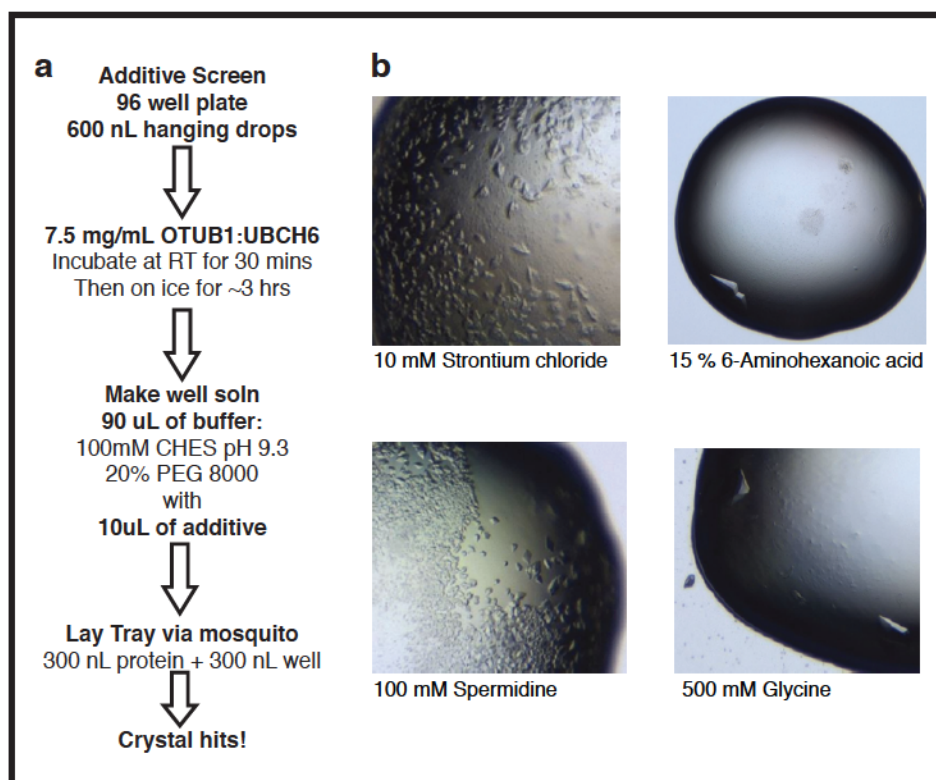 a
Additive Screen
96 well plate
600 nL hanging drops
7.5 mg/mL OTUB1:UBCH6
Incubate at RT for 30 mins
Then on ice for ~3 hrs
Make well soln
90 uL of buffer:
100mM CHES pH 9.3
20% PEG 8000
with
10uL of additive
Lay Tray via mosquito
300 nL protein + 300 nL well
Crystal hits!
b
10 mM Strontium chloride
15 % 6-Aminohexanoic acid
100 mM Spermidine
500 mM Glycine